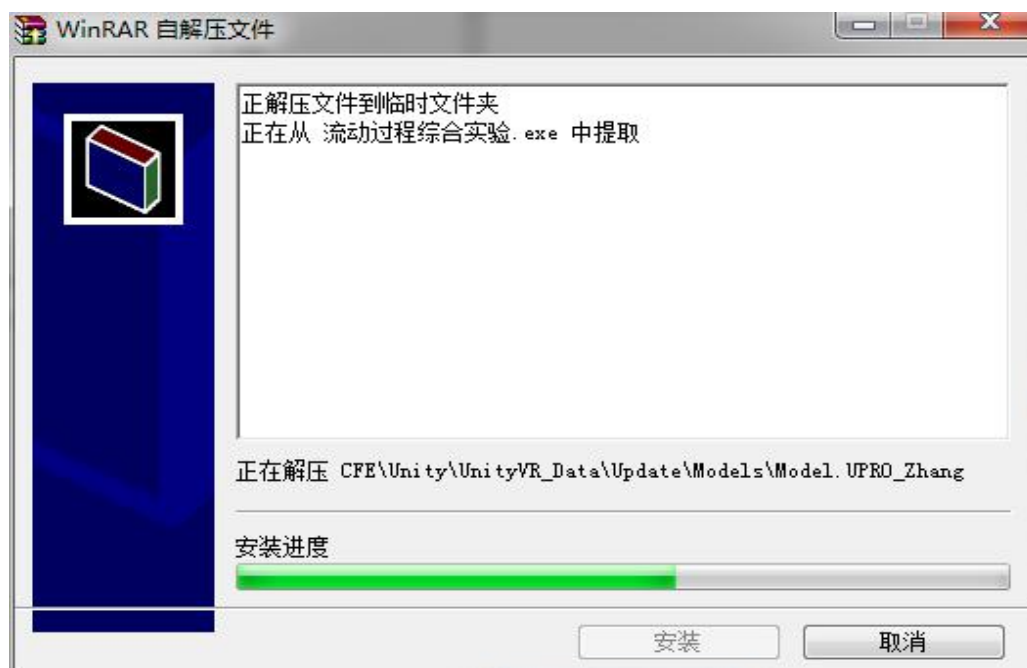 WinRAR 自解压文件
正解压文件到临时文件夹
正在从 流动过程综合实验.exe 中提取
正在解压 CFE\Unity\UnityVR_Data\Update\Models\Model.UPRO_Zhang
安装进度
安装
取消